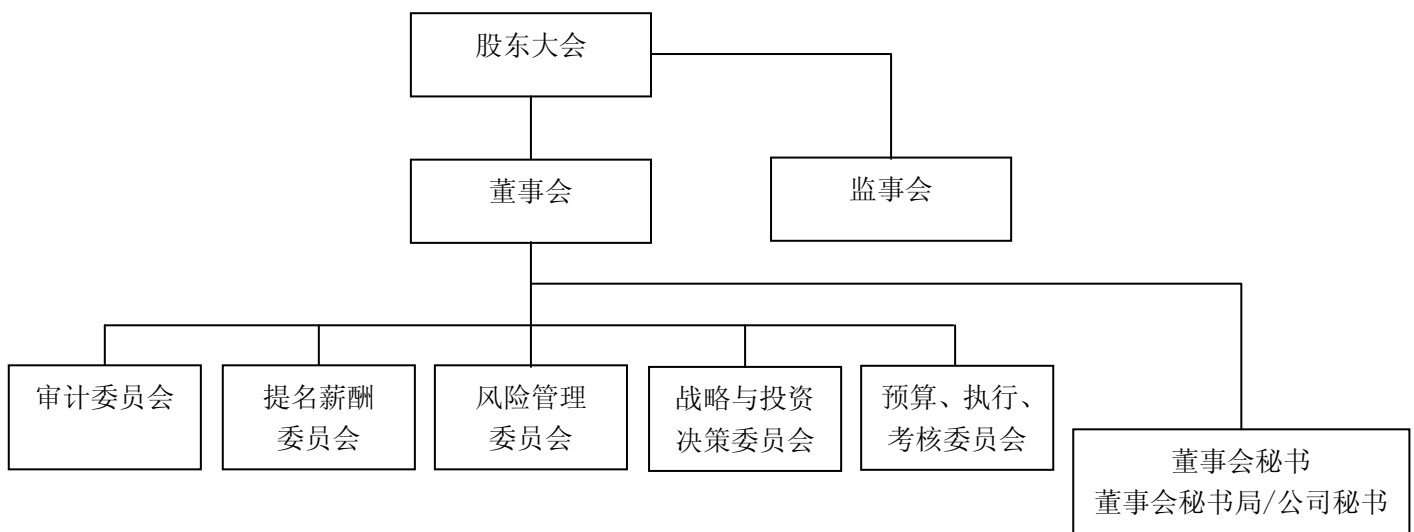 股东大会
董事会
监事会
审计委员会
提名薪酬
委员会
风险管理
委员会
战略与投资
决策委员会
预算、执行、
考核委员会
董事会秘书
董事会秘书局/公司秘书